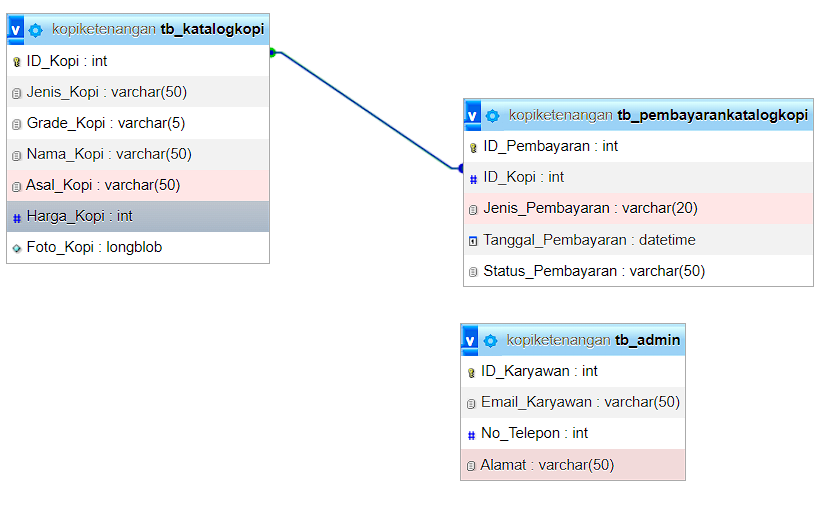 v kopiketenangan tb_katalogkopi
ID_Kopi : int
Jenis_Kopi : varchar(50)
Grade_Kopi : varchar(5)
Nama_Kopi : varchar(50)
Asal_Kopi : varchar(50)
# Harga_Kopi : int
Foto_Kopi : longblob
v kopiketenangan tb_pembayarankatalogkopi
ID_Pembayaran : int
# ID_Kopi : int
Jenis_Pembayaran : varchar(20)
Tanggal_Pembayaran : datetime
Status_Pembayaran : varchar(50)
v kopiketenangan tb_admin
ID_Karyawan : int
Email_Karyawan : varchar(50)
# No_Telepon : int
Alamat : varchar(50)